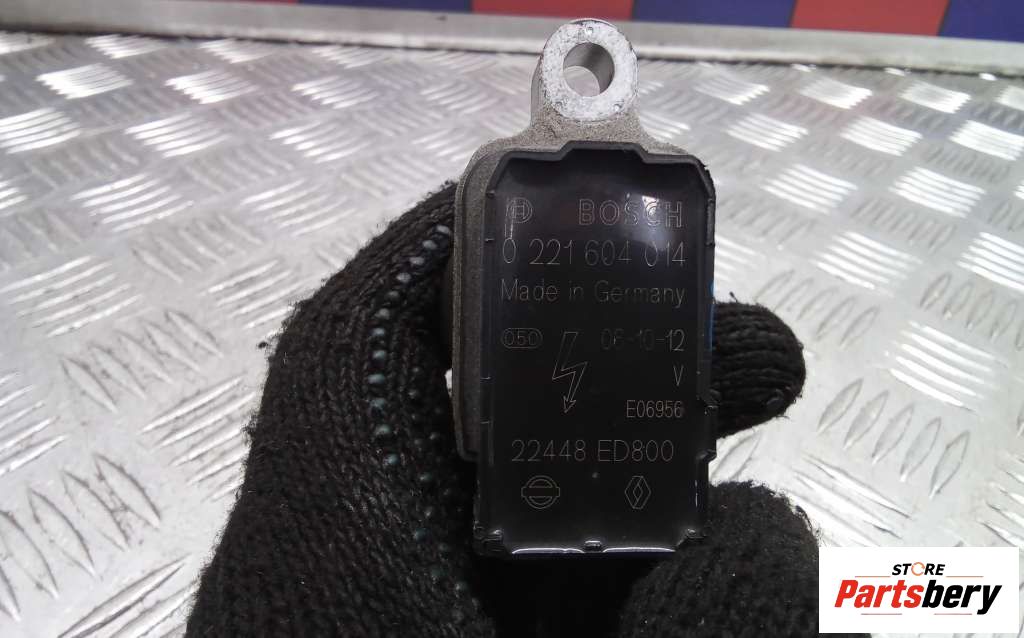 BOSCH
0 221 604 014
Made in Germany
050 06-10-12
V
E06956
22448 ED800
STORE
Partsbery